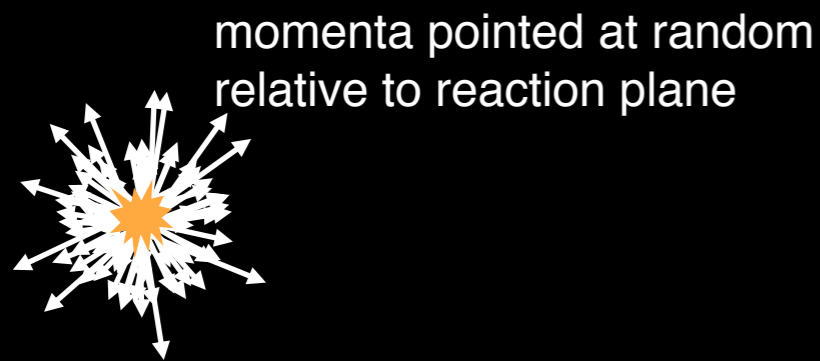 momenta pointed at random
relative to reaction plane